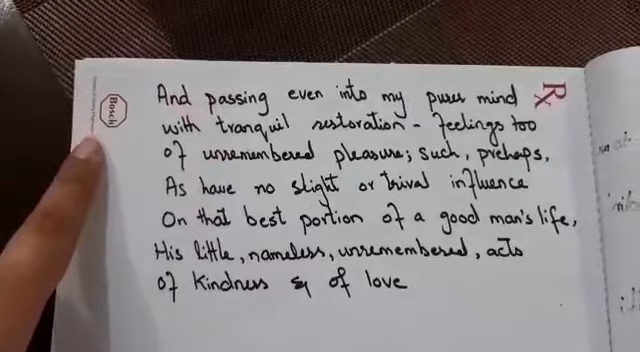 And passing even into my purer mind
with tranquil restoration - feelings too
of unremembered pleasure; such, prehaps,
As have no slight or trival influence
On that best portion of a good man's life,
His little, nameless, unremembered, acts
of kindness & of love
Rx
Bosch